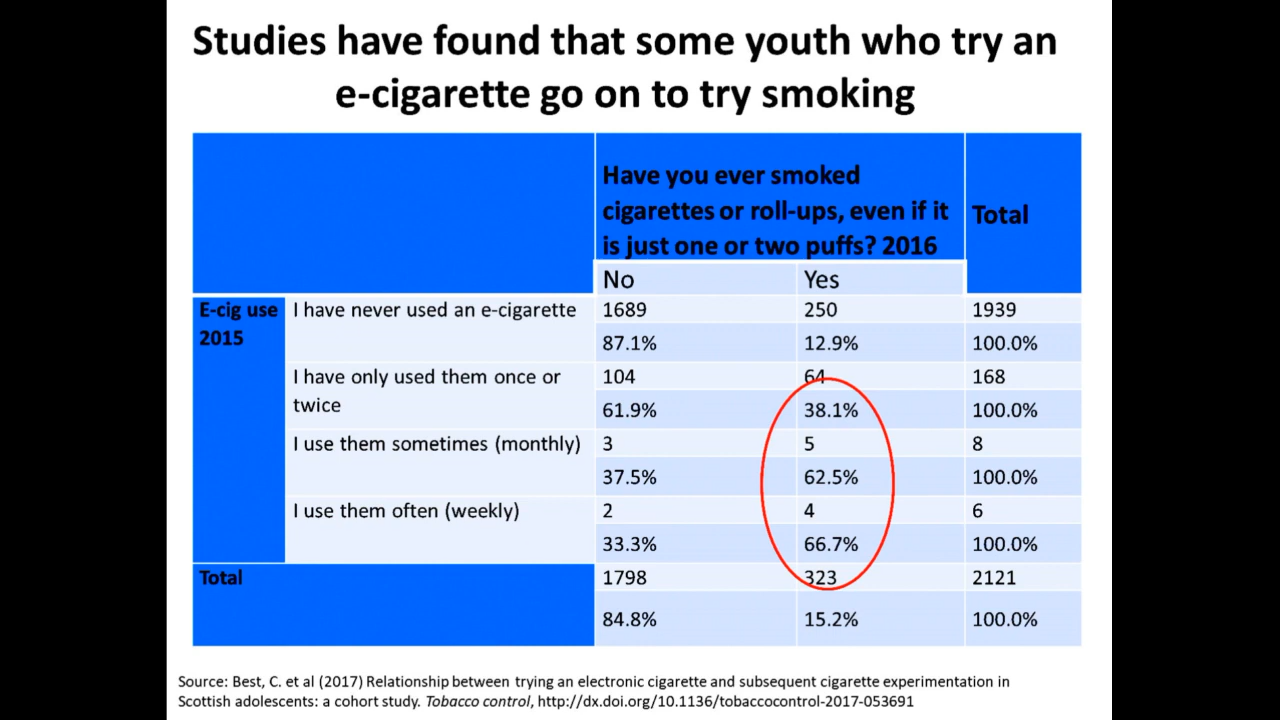 Studies have found that some youth who try an
e-cigarette go on to try smoking
Have you ever smoked
cigarettes or roll-ups, even if it
is just one or two puffs? 2016
Total
No
Yes
E-cig use
2015
I have never used an e-cigarette
1689
250
1939
87.1%
12.9%
100.0%
I have only used them once or
twice
104
64
168
61.9%
38.1%
100.0%
I use them sometimes (monthly)
3
5
8
37.5%
62.5%
100.0%
I use them often (weekly)
2
4
6
33.3%
66.7%
100.0%
Total
1798
323
2121
84.8%
15.2%
100.0%
Source: Best, C. et al (2017) Relationship between trying an electronic cigarette and subsequent cigarette experimentation in
Scottish adolescents: a cohort study. Tobacco control, http://dx.doi.org/10.1136/tobaccocontrol-2017-053691